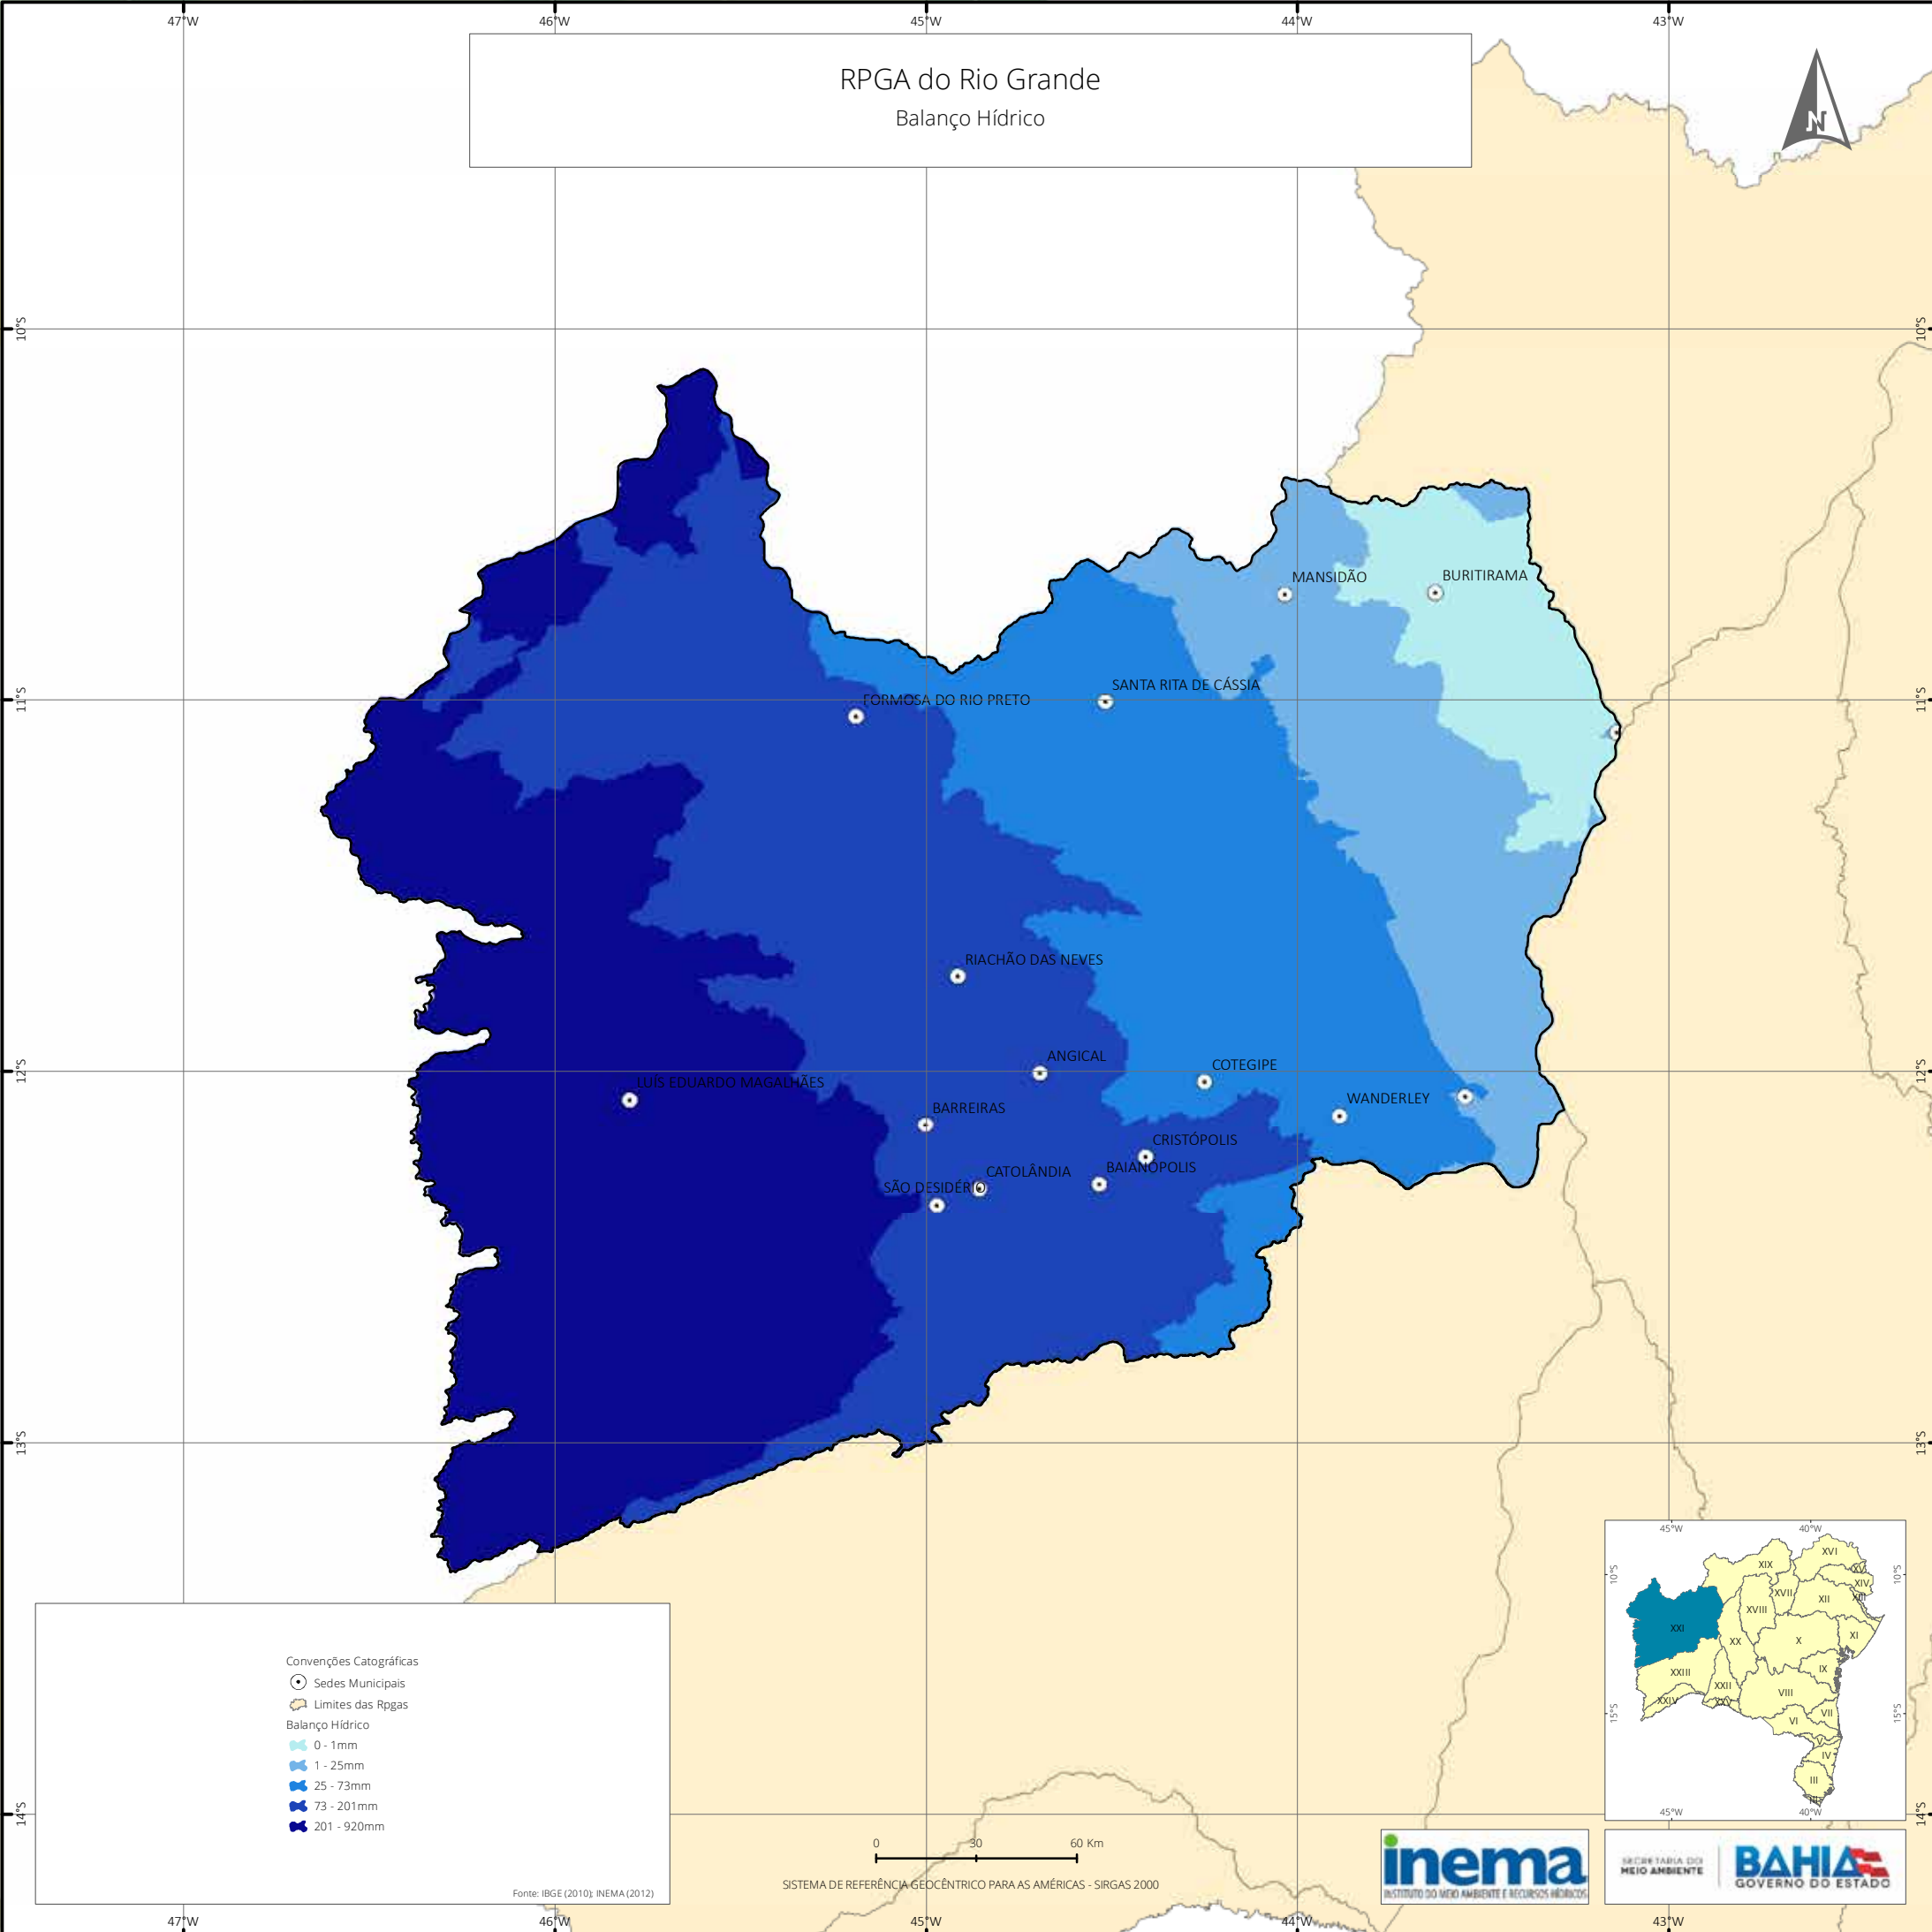 47°W 46°W 45°W 44°W 43°W
RPGA do Rio Grande
Balanço Hídrico
N
10°S 10°S
MANSIDÃO
BURITIRAMA
SANTA RITA DE CÁSSIA
FORMOSA DO RIO PRETO
11°S 11°S
RIACHÃO DAS NEVES
ANGICAL
COTEGIPE
12°S 12°S
LUÍS EDUARDO MAGALHÃES
WANDERLEY
BARREIRAS
CRISTÓPOLIS
BAIANÓPOLIS
CATOLÂNDIA
SÃO DESIDÉRIO
13°S 13°S
45°W 40°W
10°S 10°S
XIX
XVI
XV
XIV
XVII
XII
XIII
XVIII
XXI
XI
XX
X
IX
XXIII
XXII
VIII
XXIV
XXV
VII
VI
V
IV
III
15°S 15°S
45°W 40°W
Convenções Catográficas
Sedes Municipais
Limites das Rpgas
Balanço Hídrico
0 - 1mm
1 - 25mm
25 - 73mm
73 - 201mm
201 - 920mm
Fonte: IBGE (2010); INEMA (2012)
14°S 14°S
0 30 60 Km
SISTEMA DE REFERÊNCIA GEOCÊNTRICO PARA AS AMÉRICAS - SIRGAS 2000
inema
INSTITUTO DO MEIO AMBIENTE E RECURSOS HÍDRICOS
SECRETARIA DO
MEIO AMBIENTE
BAHIA
GOVERNO DO ESTADO
47°W 46°W 45°W 44°W 43°W